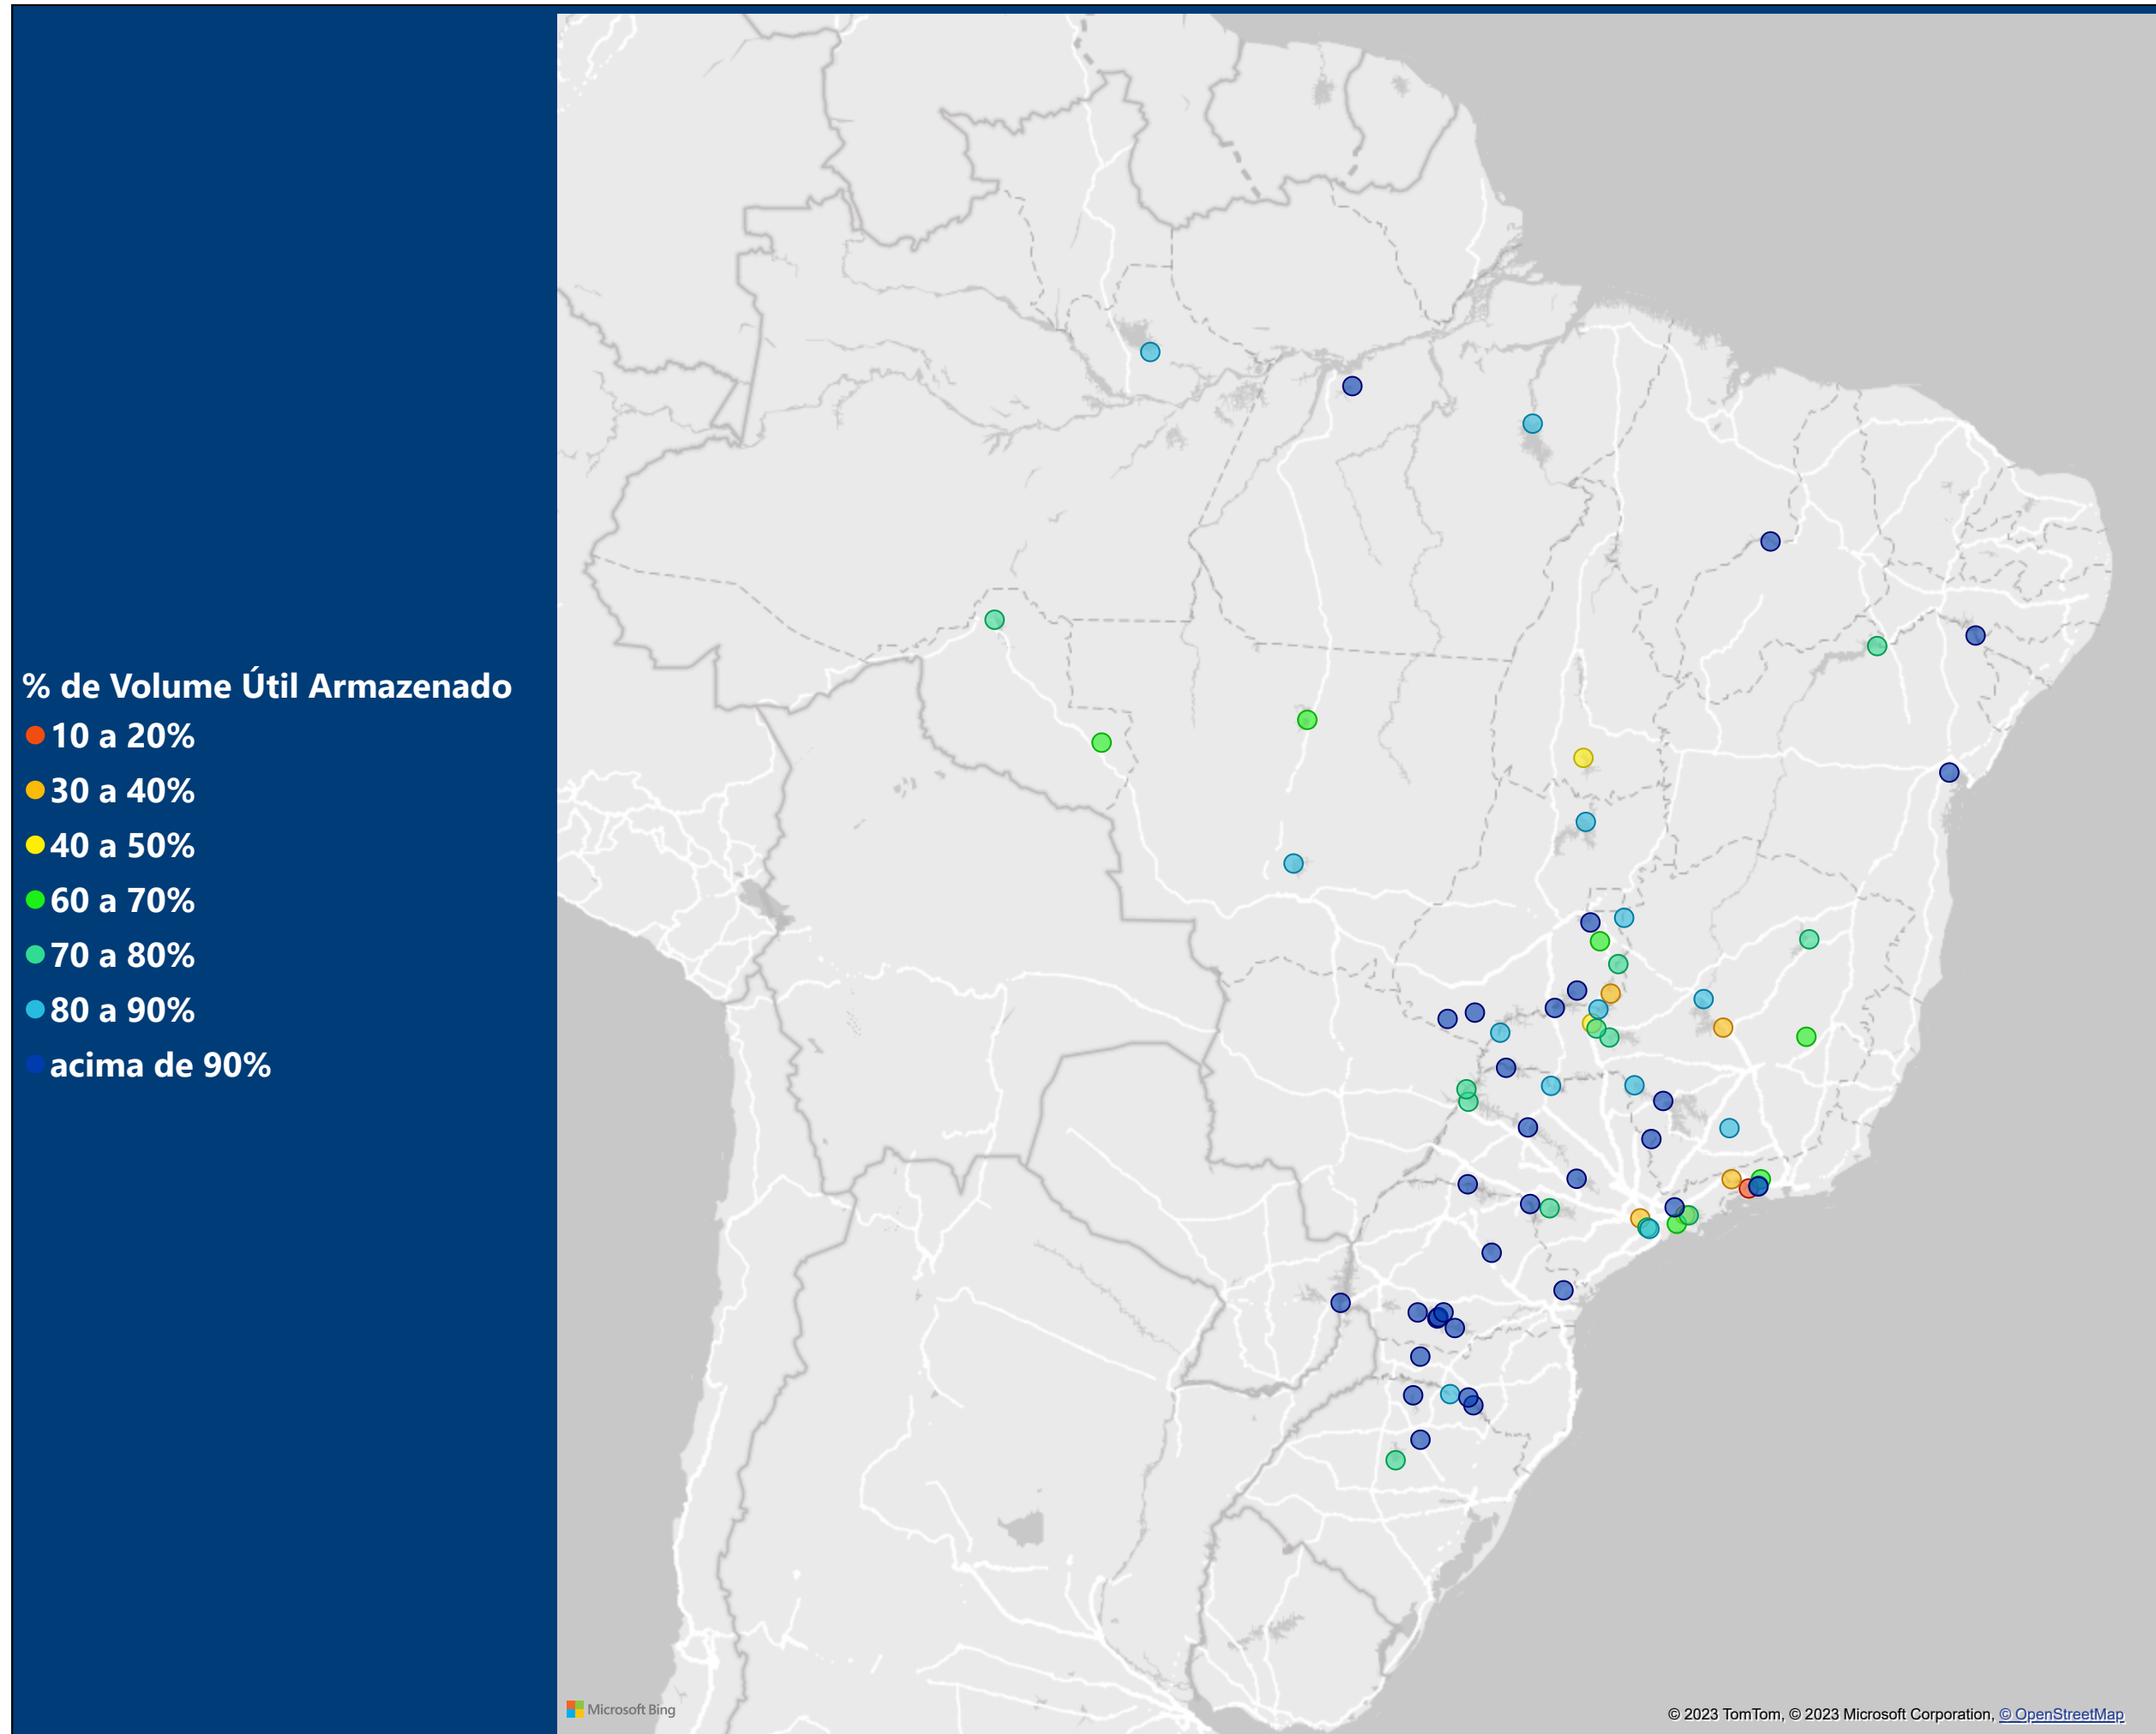 % de Volume Útil Armazenado
10 a 20%
30 a 40%
40 a 50%
60 a 70%
70 a 80%
80 a 90%
acima de 90%
Microsoft Bing
© 2023 TomTom, © 2023 Microsoft Corporation, © OpenStreetMap